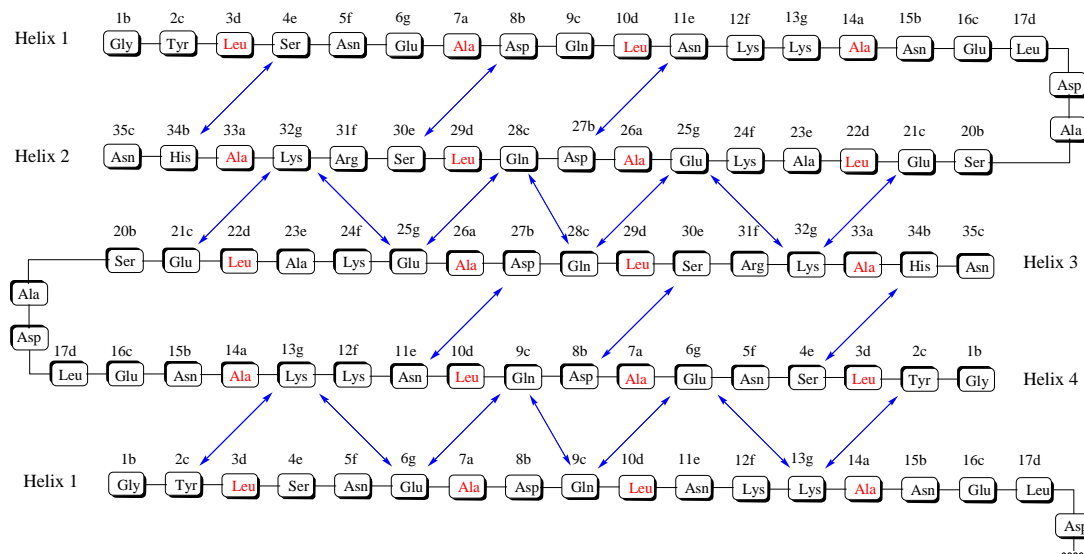 1b 2c 3d 4e 5f 6g 7a 8b 9c 10d 11e 12f 13g 14a 15b 16c 17d
Helix 1 Gly Tyr Leu Ser Asn Glu Ala Asp Gln Leu Asn Lys Lys Ala Asn Glu Leu
Asp
Ala
35c 34b 33a 32g 31f 30e 29d 28c 27b 26a 25g 24f 23e 22d 21c 20b
Helix 2 Asn His Ala Lys Arg Ser Leu Gln Asp Ala Glu Lys Ala Leu Glu Ser
20b 21c 22d 23e 24f 25g 26a 27b 28c 29d 30e 31f 32g 33a 34b 35c
Ser Glu Leu Ala Lys Glu Ala Asp Gln Leu Ser Arg Lys Ala His Asn Helix 3
Ala
Asp
17d 16c 15b 14a 13g 12f 11e 10d 9c 8b 7a 6g 5f 4e 3d 2c 1b
Leu Glu Asn Ala Lys Lys Asn Leu Gln Asp Ala Glu Asn Ser Leu Tyr Gly Helix 4
1b 2c 3d 4e 5f 6g 7a 8b 9c 10d 11e 12f 13g 14a 15b 16c 17d
Helix 1 Gly Tyr Leu Ser Asn Glu Ala Asp Gln Leu Asn Lys Lys Ala Asn Glu Leu
Asp